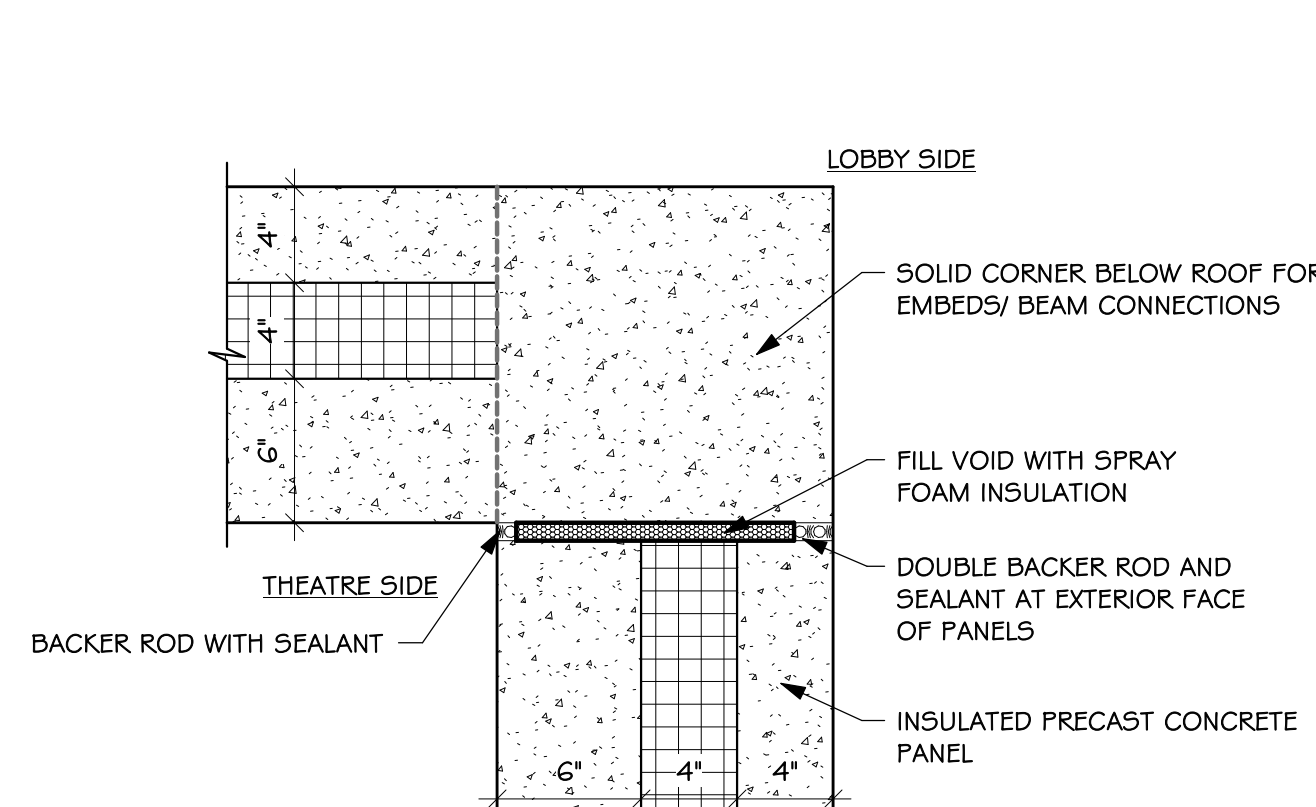 LOBBY SIDE
4"
SOLID CORNER BELOW ROOF FOR
EMBEDS/ BEAM CONNECTIONS
4"
6"
FILL VOID WITH SPRAY
FOAM INSULATION
THEATRE SIDE
DOUBLE BACKER ROD AND
SEALANT AT EXTERIOR FACE
OF PANELS
BACKER ROD WITH SEALANT
INSULATED PRECAST CONCRETE
PANEL
6" 4" 4"